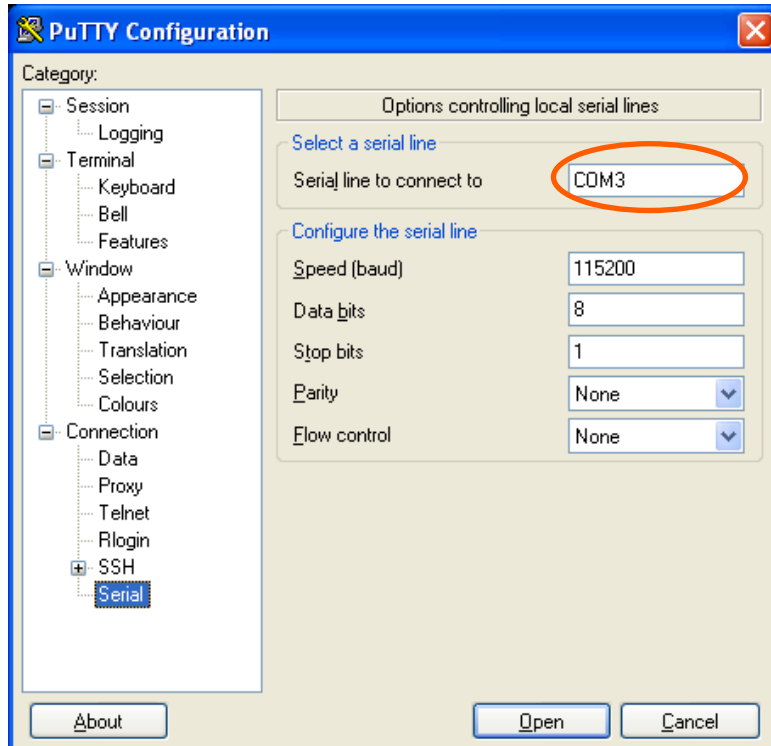 PuTTY Configuration
Category:
Session
Logging
Terminal
Keyboard
Bell
Features
Window
Appearance
Behaviour
Translation
Selection
Colours
Connection
Data
Proxy
Telnet
Rlogin
SSH
Serial
Options controlling local serial lines
Select a serial line
Serial line to connect to COM3
Configure the serial line
Speed (baud) 115200
Data bits 8
Stop bits 1
Parity None
Flow control None
About Open Cancel